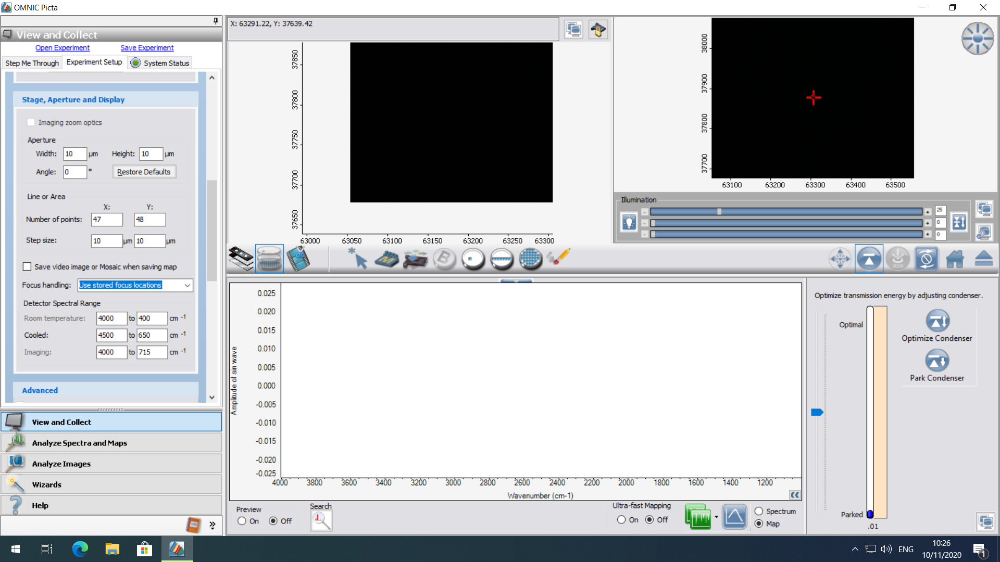 OMNIC Picta
View and Collect
Open Experiment Save Experiment
Step Me Through Experiment Setup System Status
Stage, Aperture and Display
Imaging zoom optics
Aperture
Width: 10 µm Height: 10 µm
Angle: 0 ° Restore Defaults
Line or Area
X: Y:
Number of points: 47 48
Step size: 10 µm 10 µm
Save video image or Mosaic when saving map
Focus handling: Use stored focus locations
Detector Spectral Range
Room temperature: 4000 to 400 cm -1
Cooled: 4500 to 650 cm -1
Imaging: 4000 to 715 cm -1
Advanced
View and Collect
Analyze Spectra and Maps
Analyze Images
Wizards
Help
X: 63291.22, Y: 37639.42
37850
37800
37750
37700
37650
63000 63050 63100 63150 63200 63250 63300
38000
37900
37800
37700
63100 63200 63300 63400 63500
Illumination
- + 25
- + 0
- + 0
B
ATR
0.025
0.020
0.015
0.010
0.005
0.000
-0.005
-0.010
-0.015
-0.020
-0.025
Amplitude of sin wave
4000 3800 3600 3400 3200 3000 2800 2600 2400 2200 2000 1800 1600 1400 1200
Wavenumber (cm-1)
Preview
On Off
Search
Ultra-fast Mapping
On Off
Spectrum
Map
Optimize transmission energy by adjusting condenser.
Optimal
Optimize Condenser
Park Condenser
Parked
.01
ENG
10:26
10/11/2020
1